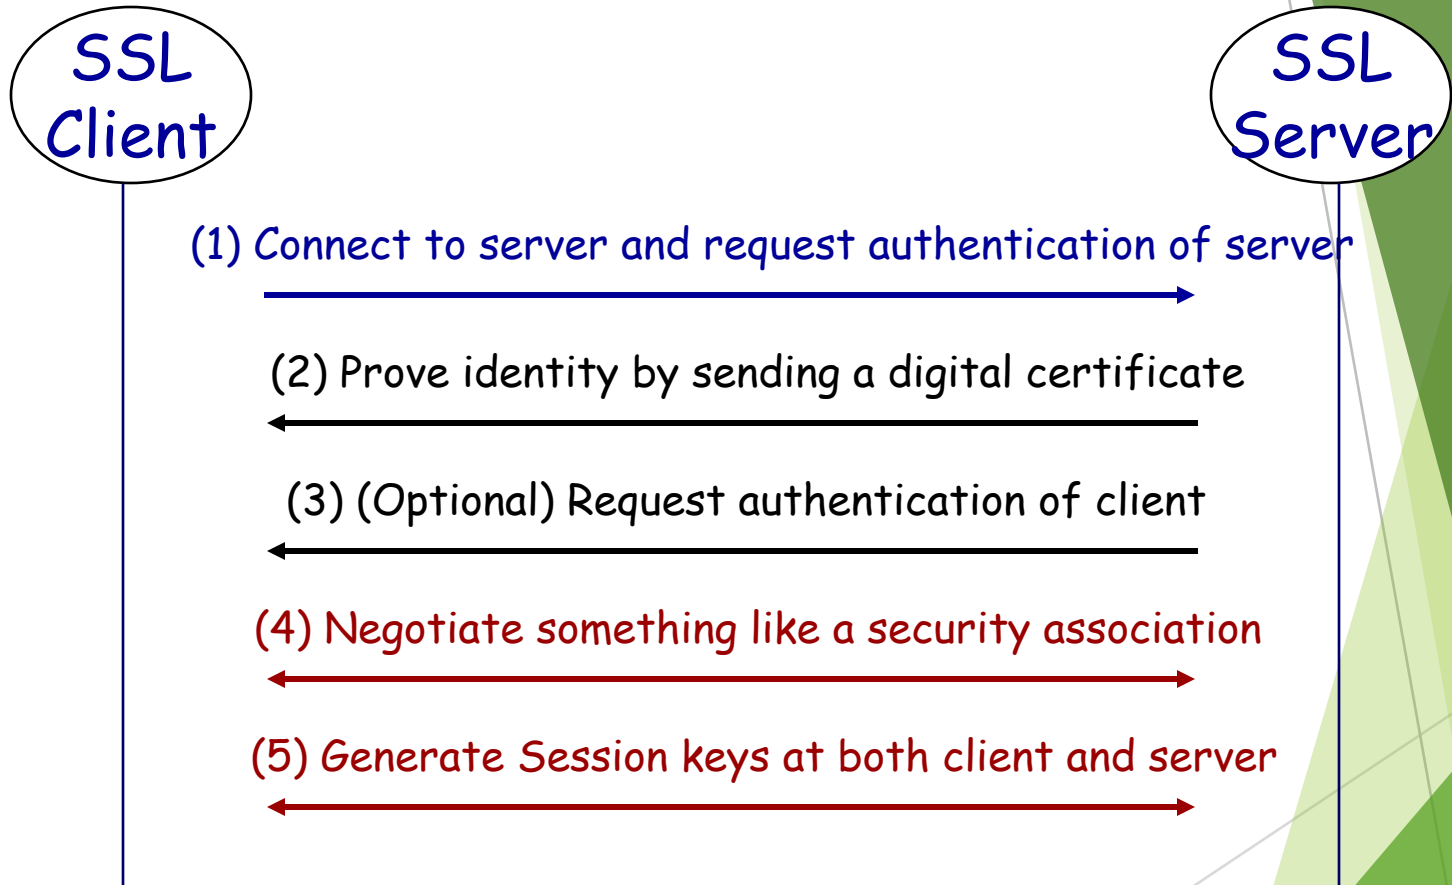 SSL
Client
SSL
Server
(1) Connect to server and request authentication of server
(2) Prove identity by sending a digital certificate
(3) (Optional) Request authentication of client
(4) Negotiate something like a security association
(5) Generate Session keys at both client and server